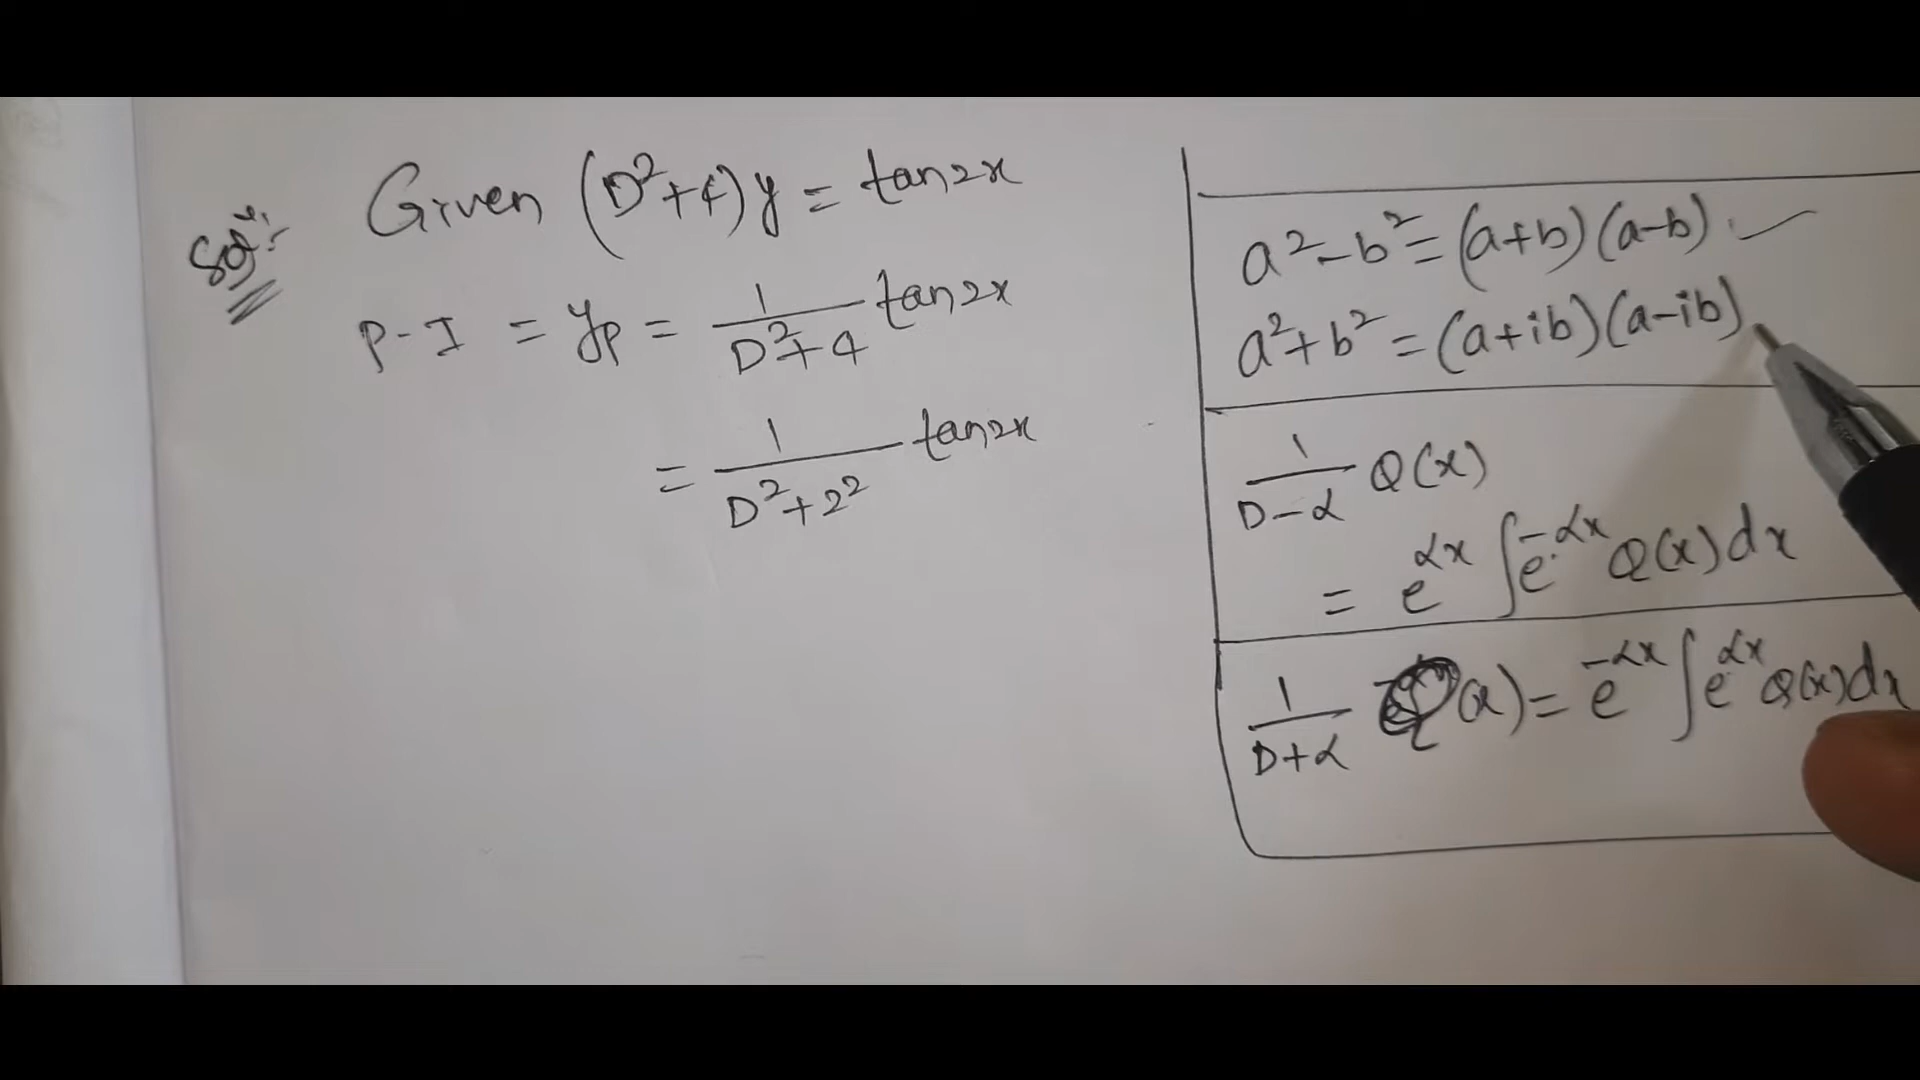 Sol:-
Given (D²+4)y = tan2x
P-I = yp = 1/(D²+4) tan2x
= 1/(D²+2²) tan2x
a²-b² = (a+b)(a-b)
a²+b² = (a+ib)(a-ib)
1/(D-α) Q(x)
= e^αx ∫e^-αx Q(x)dx
1/(D+α) Q(x) = e^-αx ∫e^αx Q(x)dx